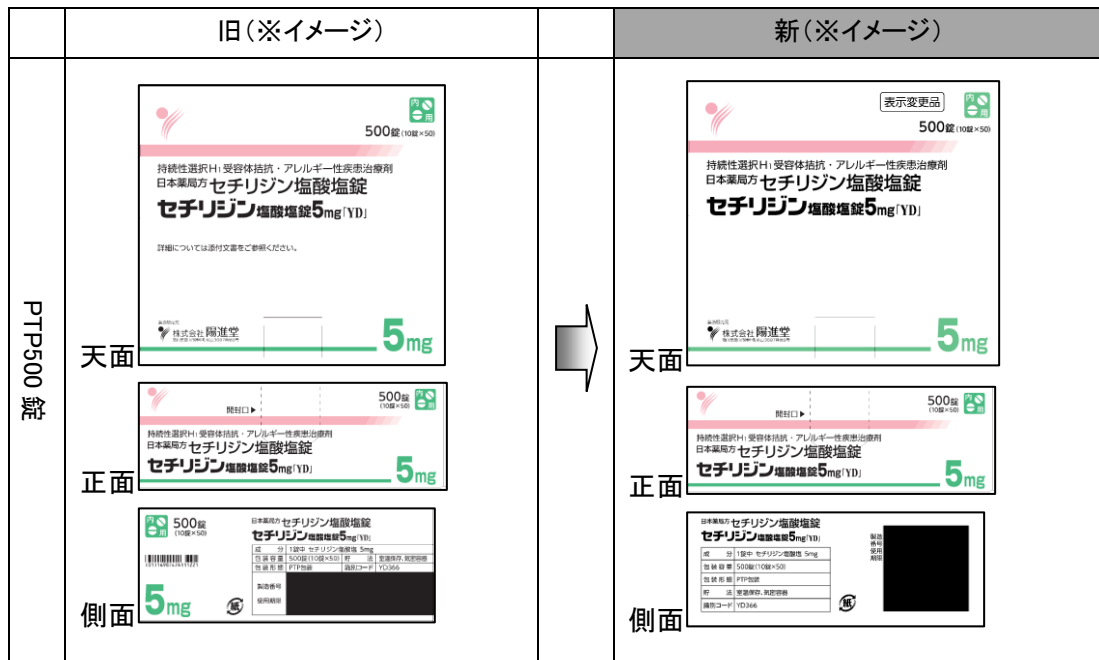 旧（※イメージ）
新（※イメージ）
PTP500 錠
内用
500錠(10錠×50)
持続性選択H₁受容体拮抗・アレルギー性疾患治療剤
日本薬局方 セチリジン塩酸塩錠
セチリジン塩酸塩錠5mg「YD」
詳細については添付文書をご参照ください。
株式会社 陽進堂
5mg
天面
500錠
(10錠×50)
内用
開封口▶
持続性選択H₁受容体拮抗・アレルギー性疾患治療剤
日本薬局方 セチリジン塩酸塩錠
セチリジン塩酸塩錠5mg「YD」
5mg
正面
内用
500錠
(10錠×50)
5mg
紙
日本薬局方 セチリジン塩酸塩錠
セチリジン塩酸塩錠5mg「YD」
成分 1錠中 セチリジン塩酸塩 5mg
包装容量 500錠(10錠×50) 貯法 室温保存、気密容器
包装形態 PTP包装 識別コード YD366
製造番号
使用期限
側面
表示変更品
内用
500錠(10錠×50)
持続性選択H₁受容体拮抗・アレルギー性疾患治療剤
日本薬局方 セチリジン塩酸塩錠
セチリジン塩酸塩錠5mg「YD」
株式会社 陽進堂
5mg
天面
500錠
(10錠×50)
内用
開封口▶
持続性選択H₁受容体拮抗・アレルギー性疾患治療剤
日本薬局方 セチリジン塩酸塩錠
セチリジン塩酸塩錠5mg「YD」
5mg
正面
日本薬局方 セチリジン塩酸塩錠
セチリジン塩酸塩錠5mg「YD」
成分 1錠中 セチリジン塩酸塩 5mg
包装容量 500錠(10錠×50)
包装形態 PTP包装
貯法 室温保存、気密容器
識別コード YD366
紙
製造
番号
使用
期限
側面